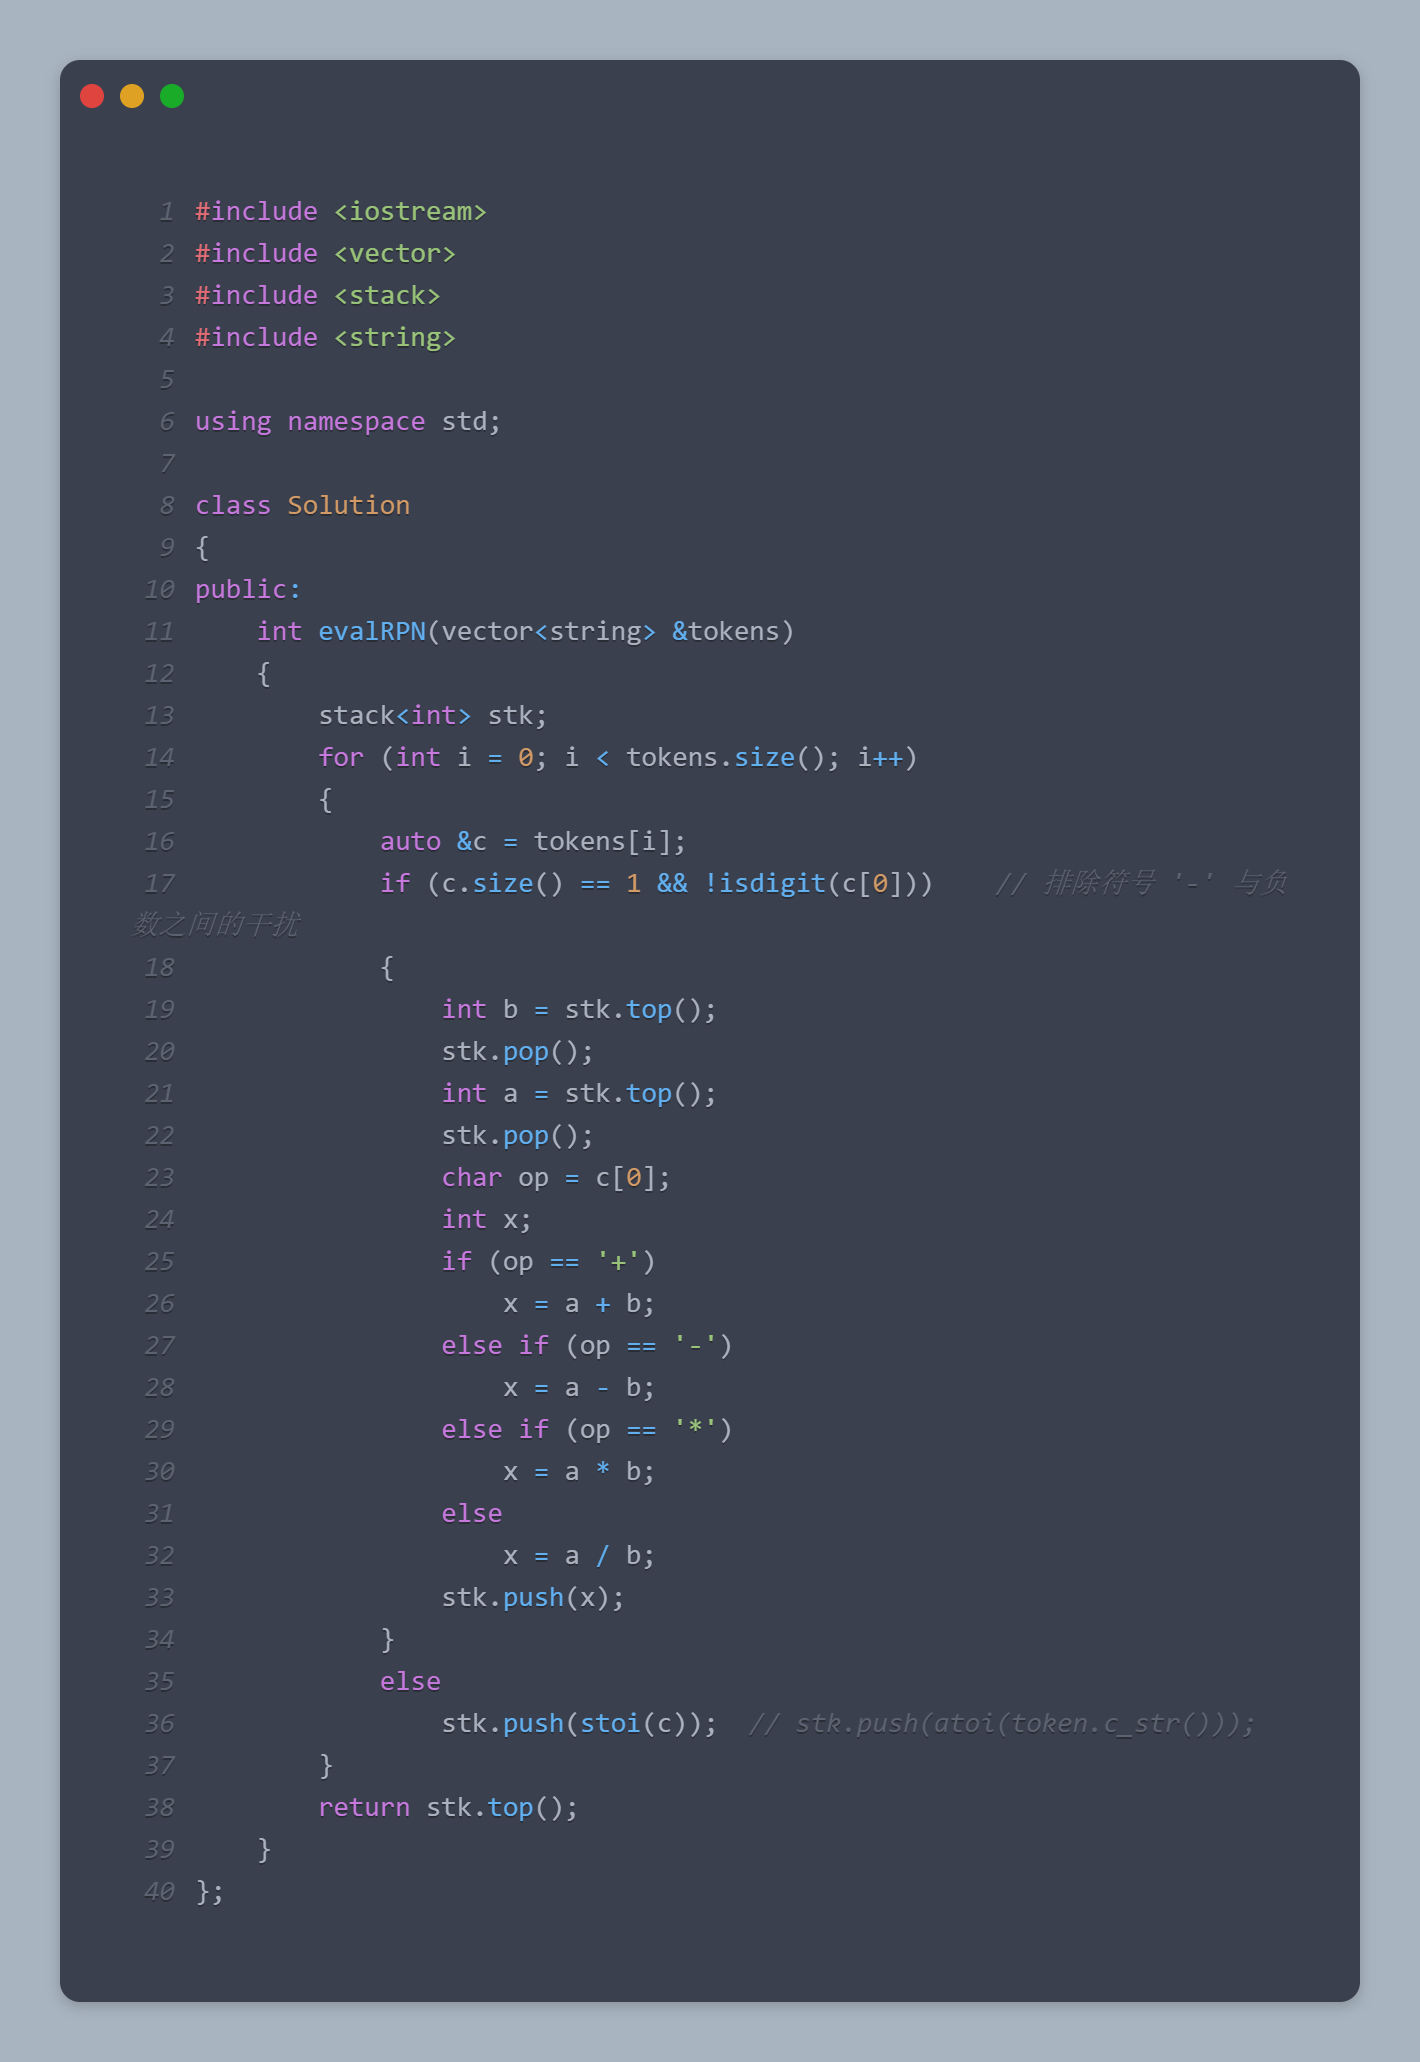 1 #include <iostream>
2 #include <vector>
3 #include <stack>
4 #include <string>
5
6 using namespace std;
7
8 class Solution
9 {
10 public:
11     int evalRPN(vector<string> &tokens)
12     {
13         stack<int> stk;
14         for (int i = 0; i < tokens.size(); i++)
15         {
16             auto &c = tokens[i];
17             if (c.size() == 1 && !isdigit(c[0]))    // 排除符号 '-' 与负
数之间的干扰
18             {
19                 int b = stk.top();
20                 stk.pop();
21                 int a = stk.top();
22                 stk.pop();
23                 char op = c[0];
24                 int x;
25                 if (op == '+')
26                     x = a + b;
27                 else if (op == '-')
28                     x = a - b;
29                 else if (op == '*')
30                     x = a * b;
31                 else
32                     x = a / b;
33                 stk.push(x);
34             }
35             else
36                 stk.push(stoi(c));  // stk.push(atoi(token.c_str()));
37         }
38         return stk.top();
39     }
40 };